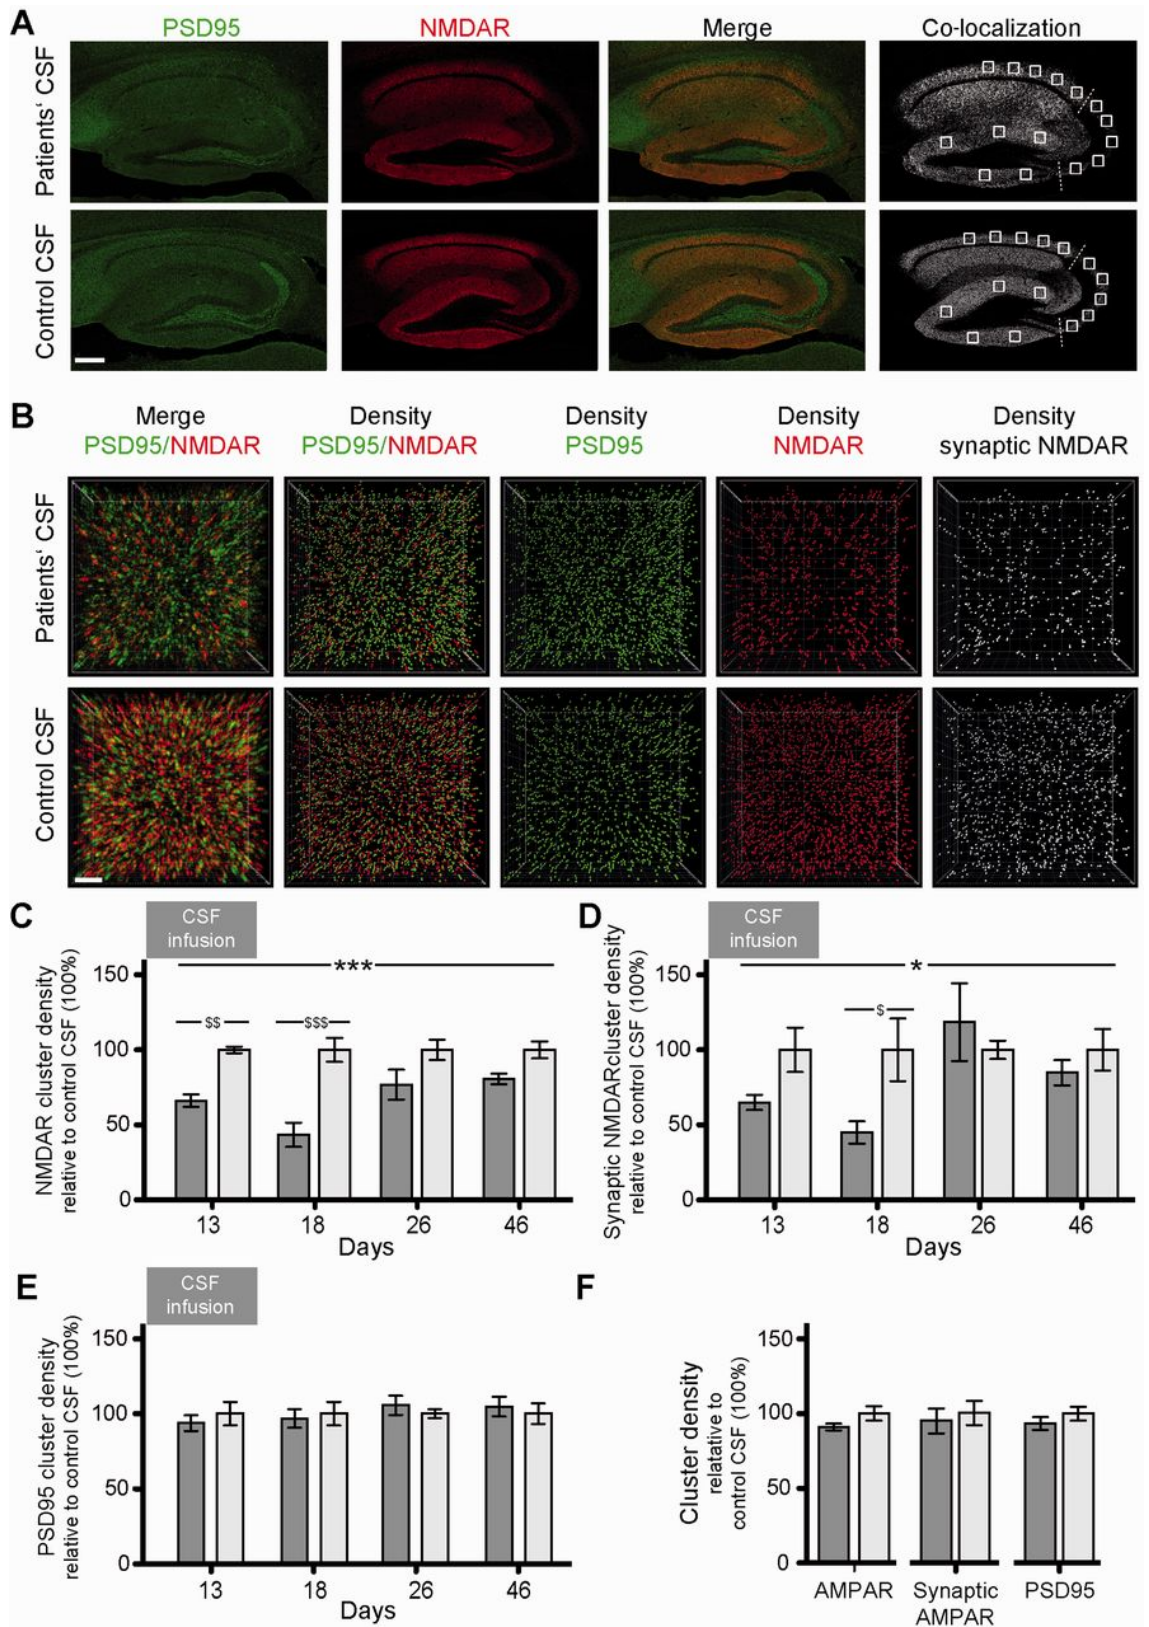 A
PSD95
NMDAR
Merge
Co-localization
Patients‘ CSF
Control CSF
B
Merge
PSD95/NMDAR
Density
PSD95/NMDAR
Density
PSD95
Density
NMDAR
Density
synaptic NMDAR
Patients‘ CSF
Control CSF
C
CSF
infusion
NMDAR cluster density
relative to control CSF (100%)
150
100
50
0
***
$$
$$$
13
18
26
46
Days
D
CSF
infusion
Synaptic NMDARcluster density
relative to control CSF (100%)
150
100
50
0
*
$
13
18
26
46
Days
E
CSF
infusion
PSD95 cluster density
relative to control CSF (100%)
150
100
50
0
13
18
26
46
Days
F
Cluster density
relatative to
control CSF (100%)
150
100
50
0
AMPAR
Synaptic
AMPAR
PSD95